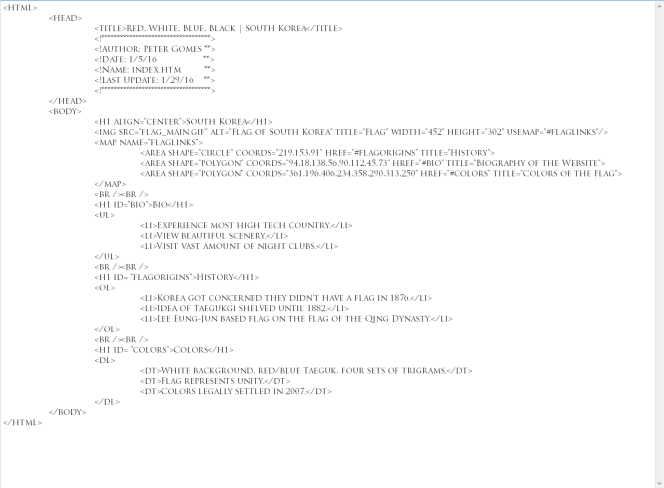 <HTML>
<HEAD>
<TITLE>Red, White, Blue, Black | South Korea</TITLE>
<!***********************************>
<!Author: Peter Gomes **>
<!Date: 1/5/16 **>
<!Name: index.htm **>
<!Last Update: 1/29/16 **>
<!***********************************>
</HEAD>
<BODY>
<H1 ALIGN="CENTER">South Korea</H1>
<IMG SRC="flag_main.gif" ALT="Flag of South Korea" TITLE="Flag" WIDTH="452" HEIGHT="302" USEMAP="#flaglinks"/>
<MAP NAME="flaglinks">
<AREA SHAPE="circle" COORDS="219,153,91" HREF="#flagorigins" TITLE="History">
<AREA SHAPE="polygon" COORDS="94,18,138,56,90,112,45,73" HREF="#bio" TITLE="Biography of the Website">
<AREA SHAPE="polygon" COORDS="361,196,406,234,358,290,313,250" HREF="#colors" TITLE="Colors of the Flag">
</MAP>
<BR /><BR />
<H1 ID="bio">Bio</H1>
<UL>
<LI>Experience most high tech country.</LI>
<LI>View beautiful scenery.</LI>
<LI>Visit vast amount of night clubs.</LI>
</UL>
<BR /><BR />
<H1 ID= "flagorigins">History</H1>
<OL>
<LI>Korea got concerned they didn't have a flag in 1876.</LI>
<LI>Idea of Taegukgi shelved until 1882.</LI>
<LI>Lee Eung-Jun based flag on the Flag of the Qing Dynasty.</LI>
</OL>
<BR /><BR />
<H1 ID= "colors">Colors</H1>
<DL>
<DT>White background, red/blue Taeguk, four sets of trigrams.</DT>
<DT>Flag represents unity.</DT>
<DT>Colors legally settled in 2007.</DT>
</DL>
</BODY>
</HTML>